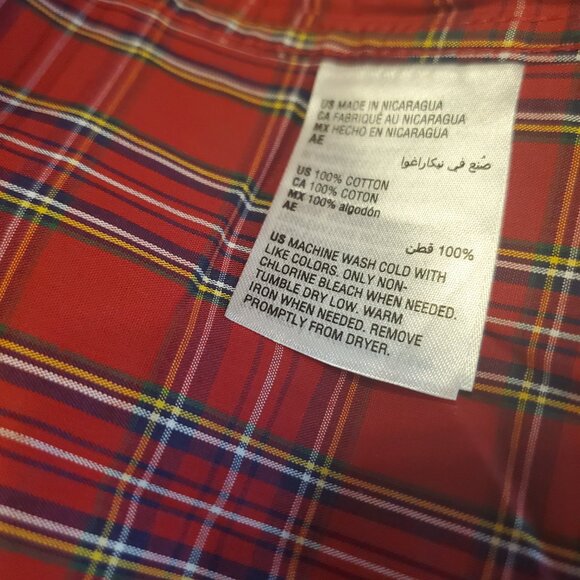 US MADE IN NICARAGUA
CA FABRIQUÉ AU NICARAGUA
MX HECHO EN NICARAGUA
AE
صُنع في نيكاراغوا
US 100% COTTON
CA 100% COTON
MX 100% algodón
AE
100% قطن
US MACHINE WASH COLD WITH
LIKE COLORS. ONLY NON-
CHLORINE BLEACH WHEN NEEDED.
TUMBLE DRY LOW. WARM
IRON WHEN NEEDED. REMOVE
PROMPTLY FROM DRYER.